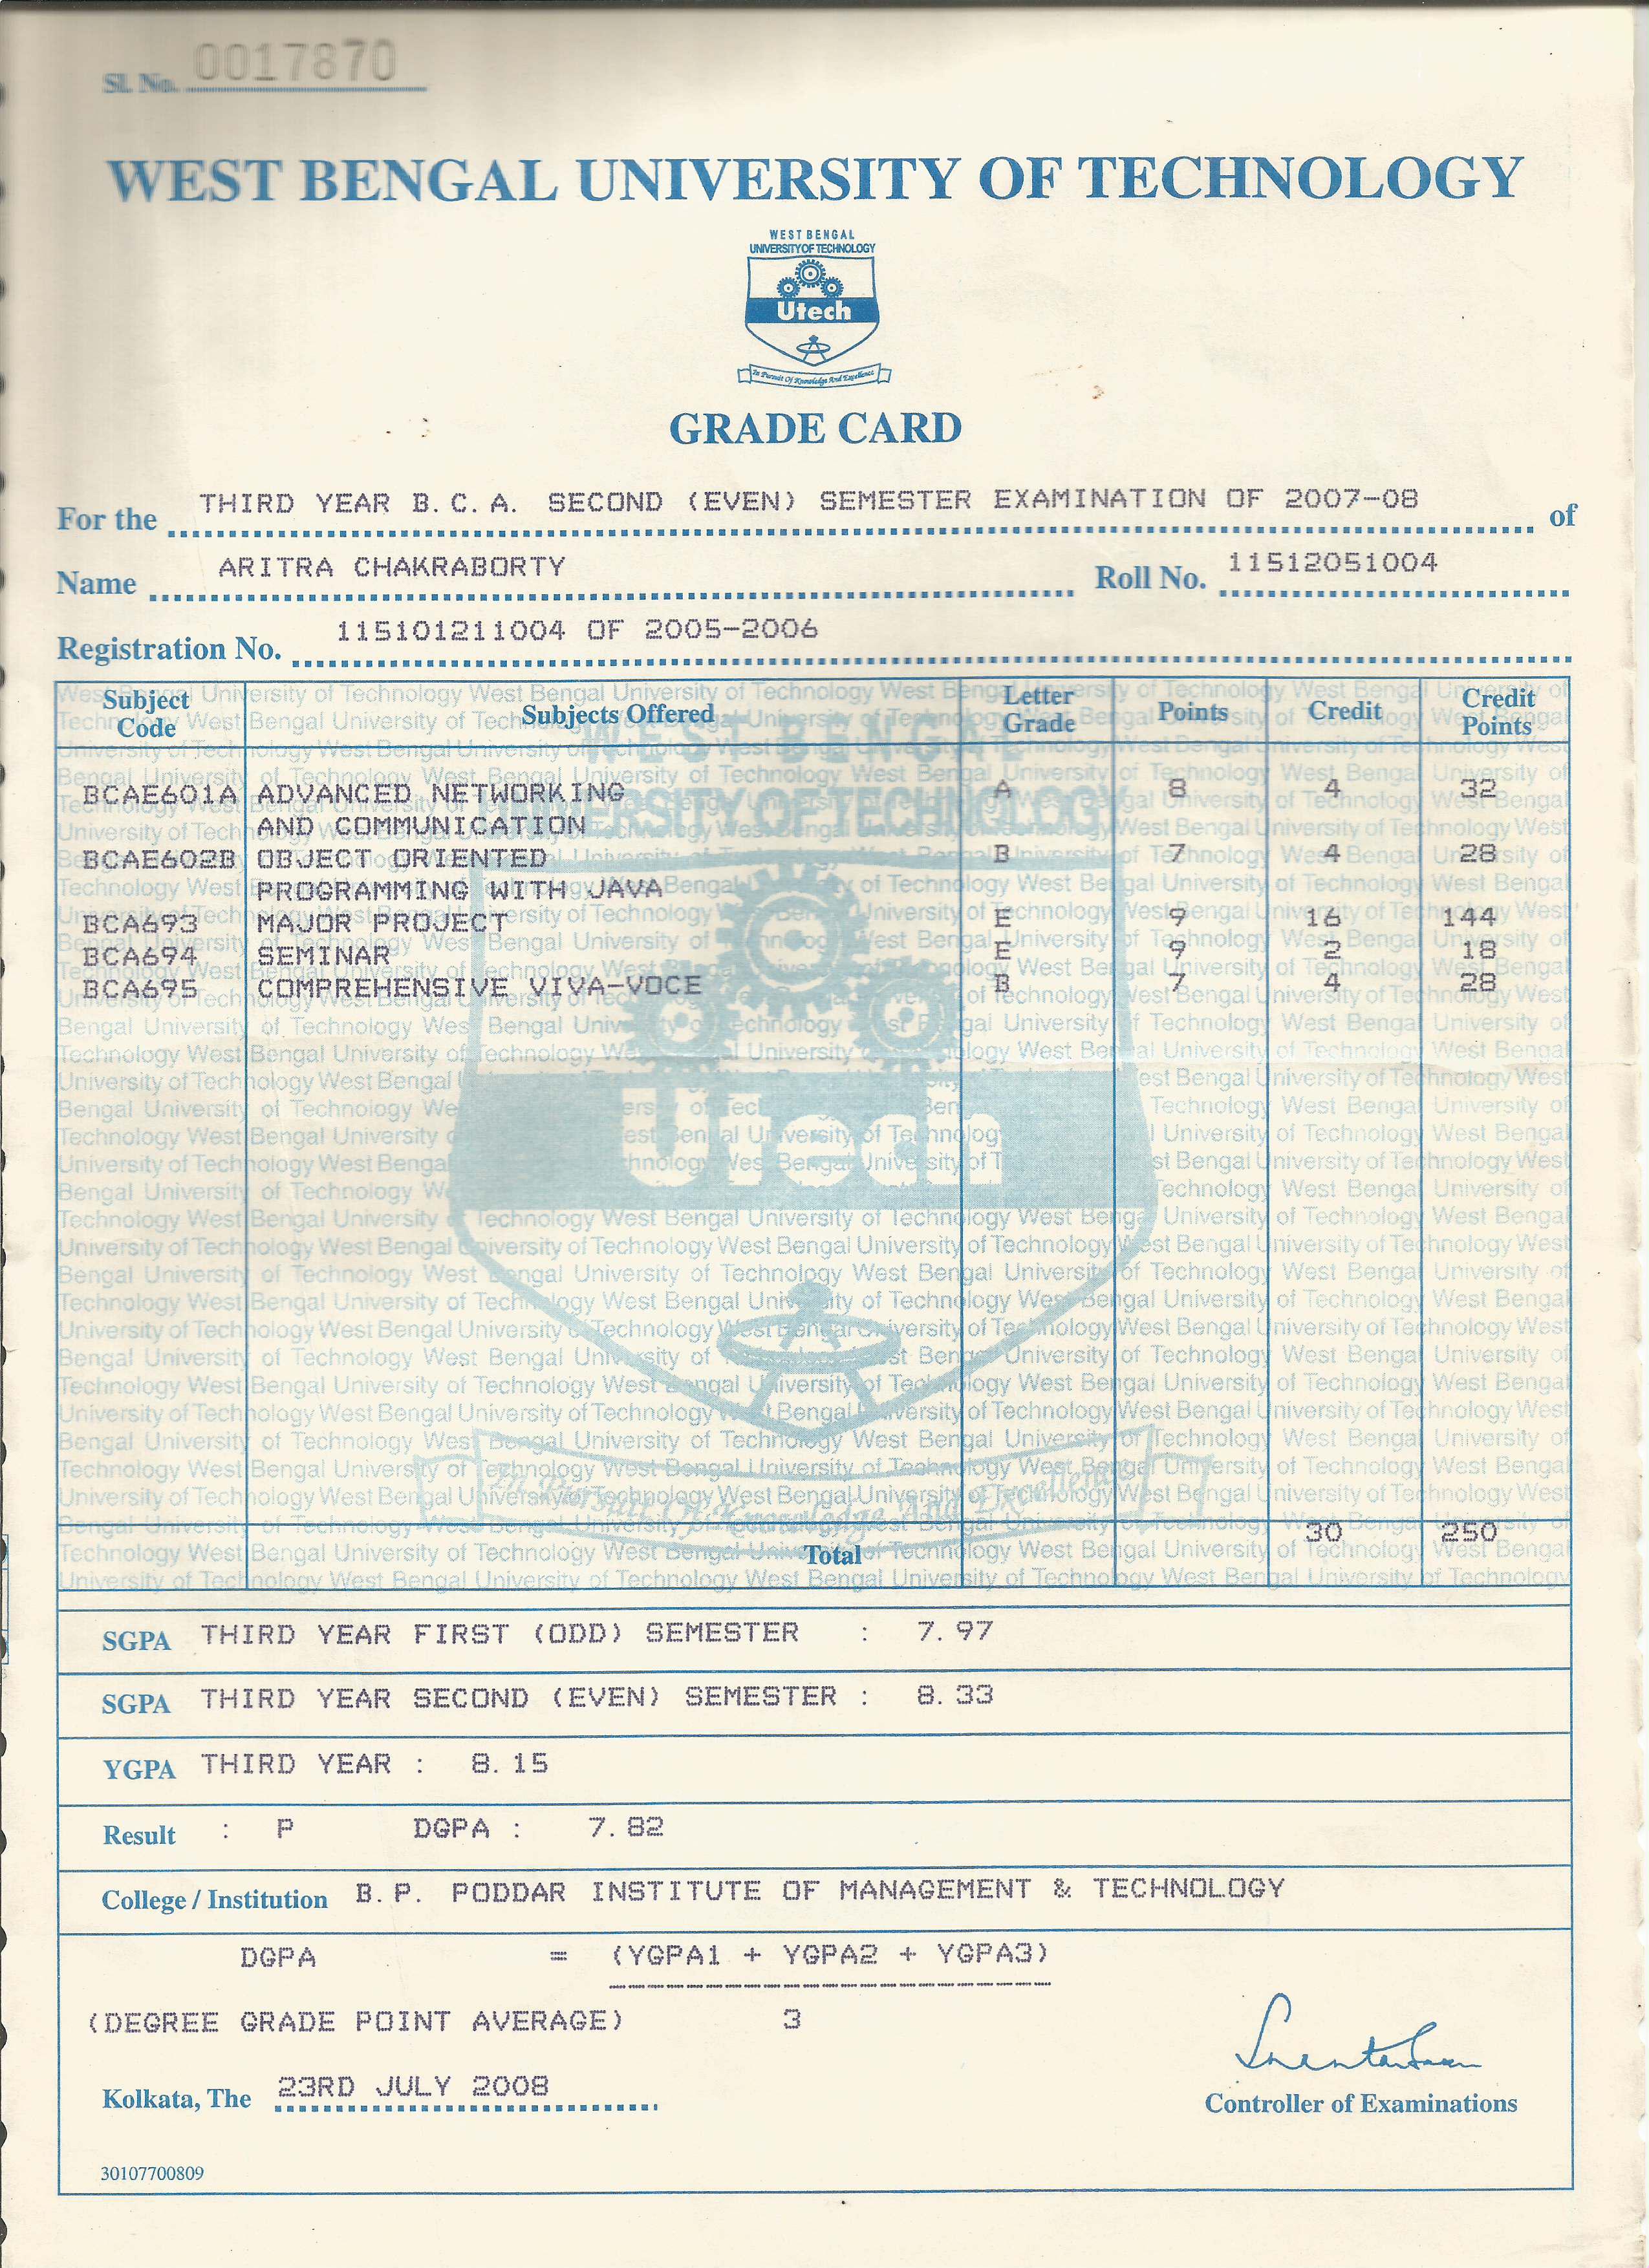 Sl. No. 0017870
WEST BENGAL UNIVERSITY OF TECHNOLOGY
WEST BENGAL
UNIVERSITY OF TECHNOLOGY
Utech
In Pursuit Of Knowledge And Excellence
GRADE CARD
For the THIRD YEAR B.C.A. SECOND (EVEN) SEMESTER EXAMINATION OF 2007-08 of
Name ARITRA CHAKRABORTY Roll No. 11512051004
Registration No. 115101211004 OF 2005-2006
Subject Code Subjects Offered Letter Grade Points Credit Credit Points
BCAE601A ADVANCED NETWORKING A 8 4 32
AND COMMUNICATION
BCAE602B OBJECT ORIENTED B 7 4 28
PROGRAMMING WITH JAVA
BCA693 MAJOR PROJECT E 9 16 144
BCA694 SEMINAR E 9 2 18
BCA695 COMPREHENSIVE VIVA-VOCE B 7 4 28
Total 30 250
SGPA THIRD YEAR FIRST (ODD) SEMESTER : 7.97
SGPA THIRD YEAR SECOND (EVEN) SEMESTER : 8.33
YGPA THIRD YEAR : 8.15
Result : P DGPA : 7.82
College / Institution B.P. PODDAR INSTITUTE OF MANAGEMENT & TECHNOLOGY
DGPA = (YGPA1 + YGPA2 + YGPA3)
(DEGREE GRADE POINT AVERAGE) 3
Kolkata, The 23RD JULY 2008
Controller of Examinations
30107700809